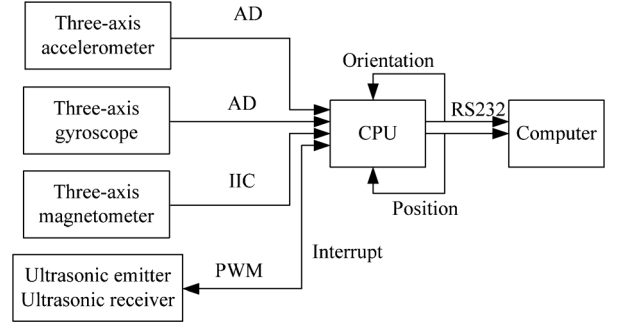 Three-axis
accelerometer
AD
Three-axis
gyroscope
AD
Three-axis
magnetometer
IIC
Ultrasonic emitter
Ultrasonic receiver
PWM
Interrupt
Orientation
CPU
Position
RS232
Computer